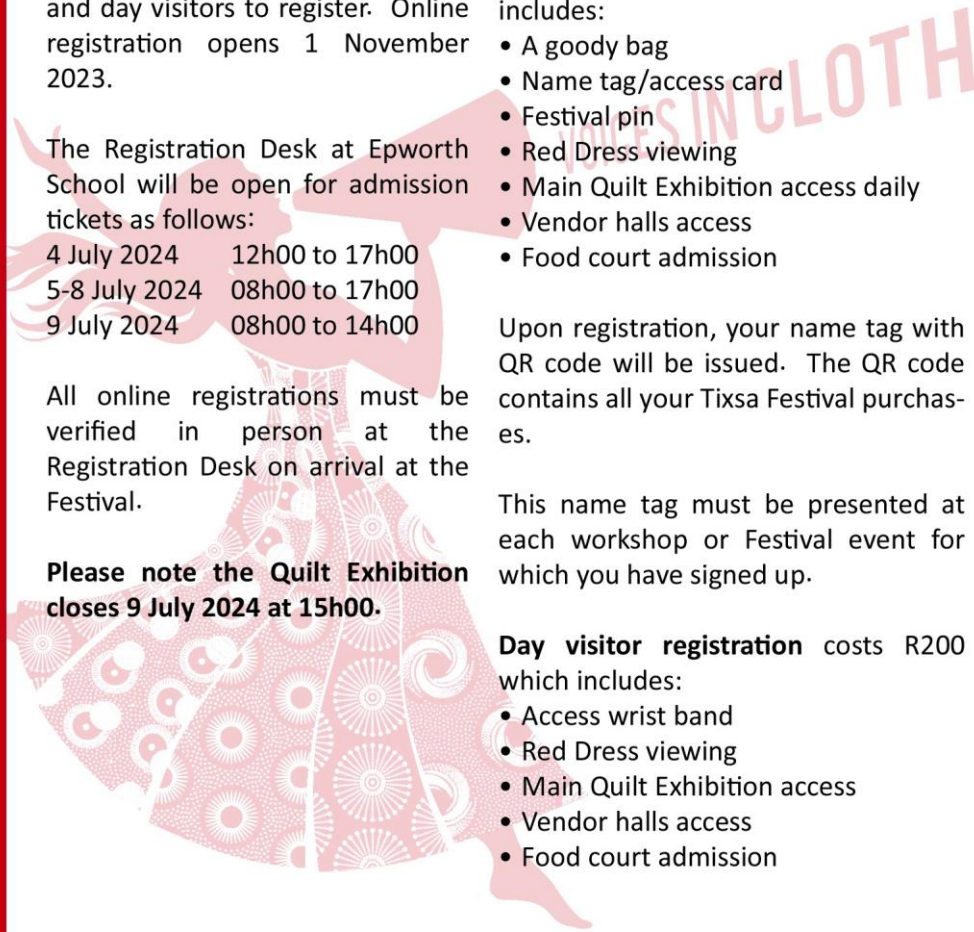 and day visitors to register. Online
registration opens 1 November
2023.
The Registration Desk at Epworth
School will be open for admission
tickets as follows:
4 July 2024 12h00 to 17h00
5-8 July 2024 08h00 to 17h00
9 July 2024 08h00 to 14h00
All online registrations must be
verified in person at the
Registration Desk on arrival at the
Festival.
Please note the Quilt Exhibition
closes 9 July 2024 at 15h00.
includes:
• A goody bag
• Name tag/access card
• Festival pin
• Red Dress viewing
• Main Quilt Exhibition access daily
• Vendor halls access
• Food court admission
Upon registration, your name tag with
QR code will be issued. The QR code
contains all your Tixsa Festival purchas-
es.
This name tag must be presented at
each workshop or Festival event for
which you have signed up.
Day visitor registration costs R200
which includes:
• Access wrist band
• Red Dress viewing
• Main Quilt Exhibition access
• Vendor halls access
• Food court admission
VOICES IN CLOTH